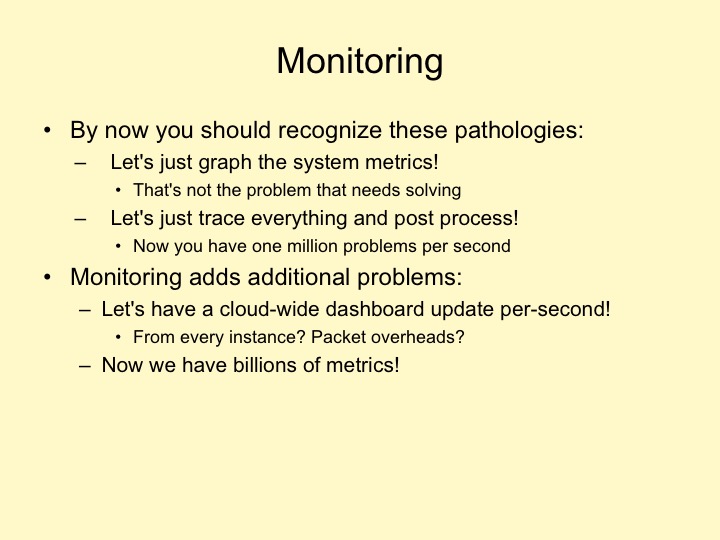 Monitoring
• By now you should recognize these pathologies:
– Let's just graph the system metrics!
• That's not the problem that needs solving
– Let's just trace everything and post process!
• Now you have one million problems per second
• Monitoring adds additional problems:
– Let's have a cloud-wide dashboard update per-second!
• From every instance? Packet overheads?
– Now we have billions of metrics!